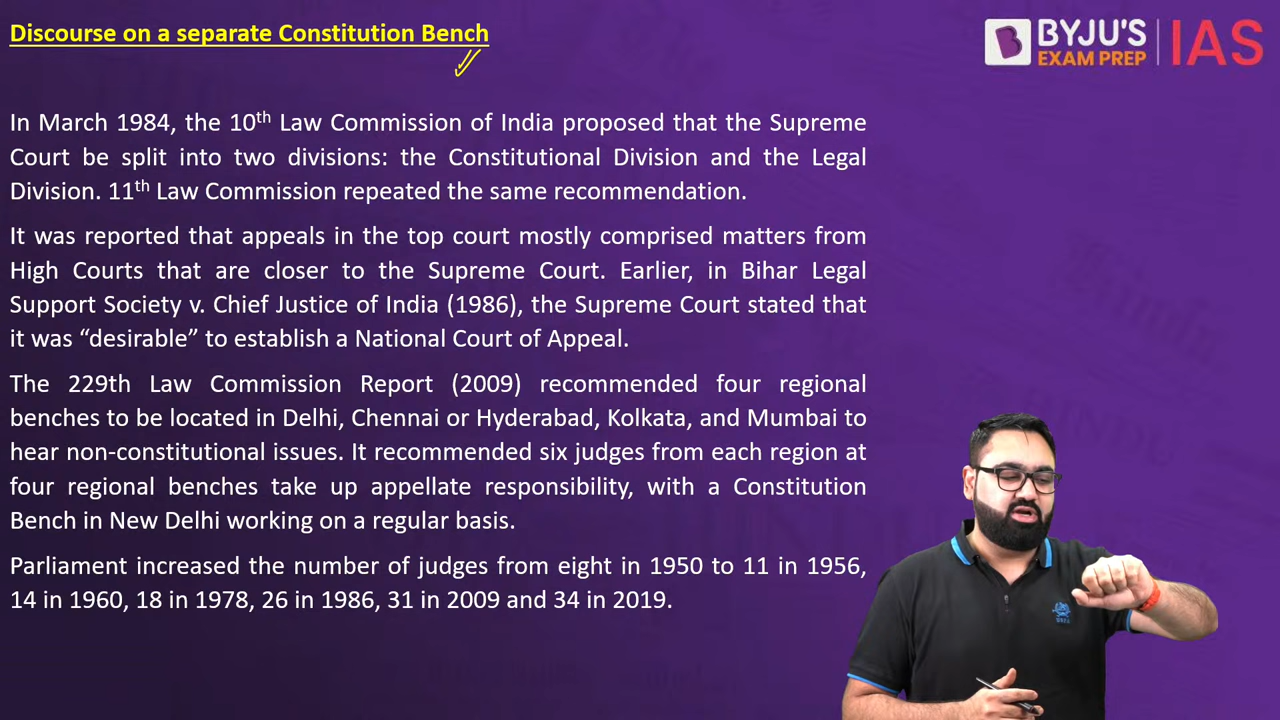 Discourse on a separate Constitution Bench
BYJU'S
EXAM PREP
IAS
In March 1984, the 10th Law Commission of India proposed that the Supreme
Court be split into two divisions: the Constitutional Division and the Legal
Division. 11th Law Commission repeated the same recommendation.
It was reported that appeals in the top court mostly comprised matters from
High Courts that are closer to the Supreme Court. Earlier, in Bihar Legal
Support Society v. Chief Justice of India (1986), the Supreme Court stated that
it was “desirable” to establish a National Court of Appeal.
The 229th Law Commission Report (2009) recommended four regional
benches to be located in Delhi, Chennai or Hyderabad, Kolkata, and Mumbai to
hear non-constitutional issues. It recommended six judges from each region at
four regional benches take up appellate responsibility, with a Constitution
Bench in New Delhi working on a regular basis.
Parliament increased the number of judges from eight in 1950 to 11 in 1956,
14 in 1960, 18 in 1978, 26 in 1986, 31 in 2009 and 34 in 2019.